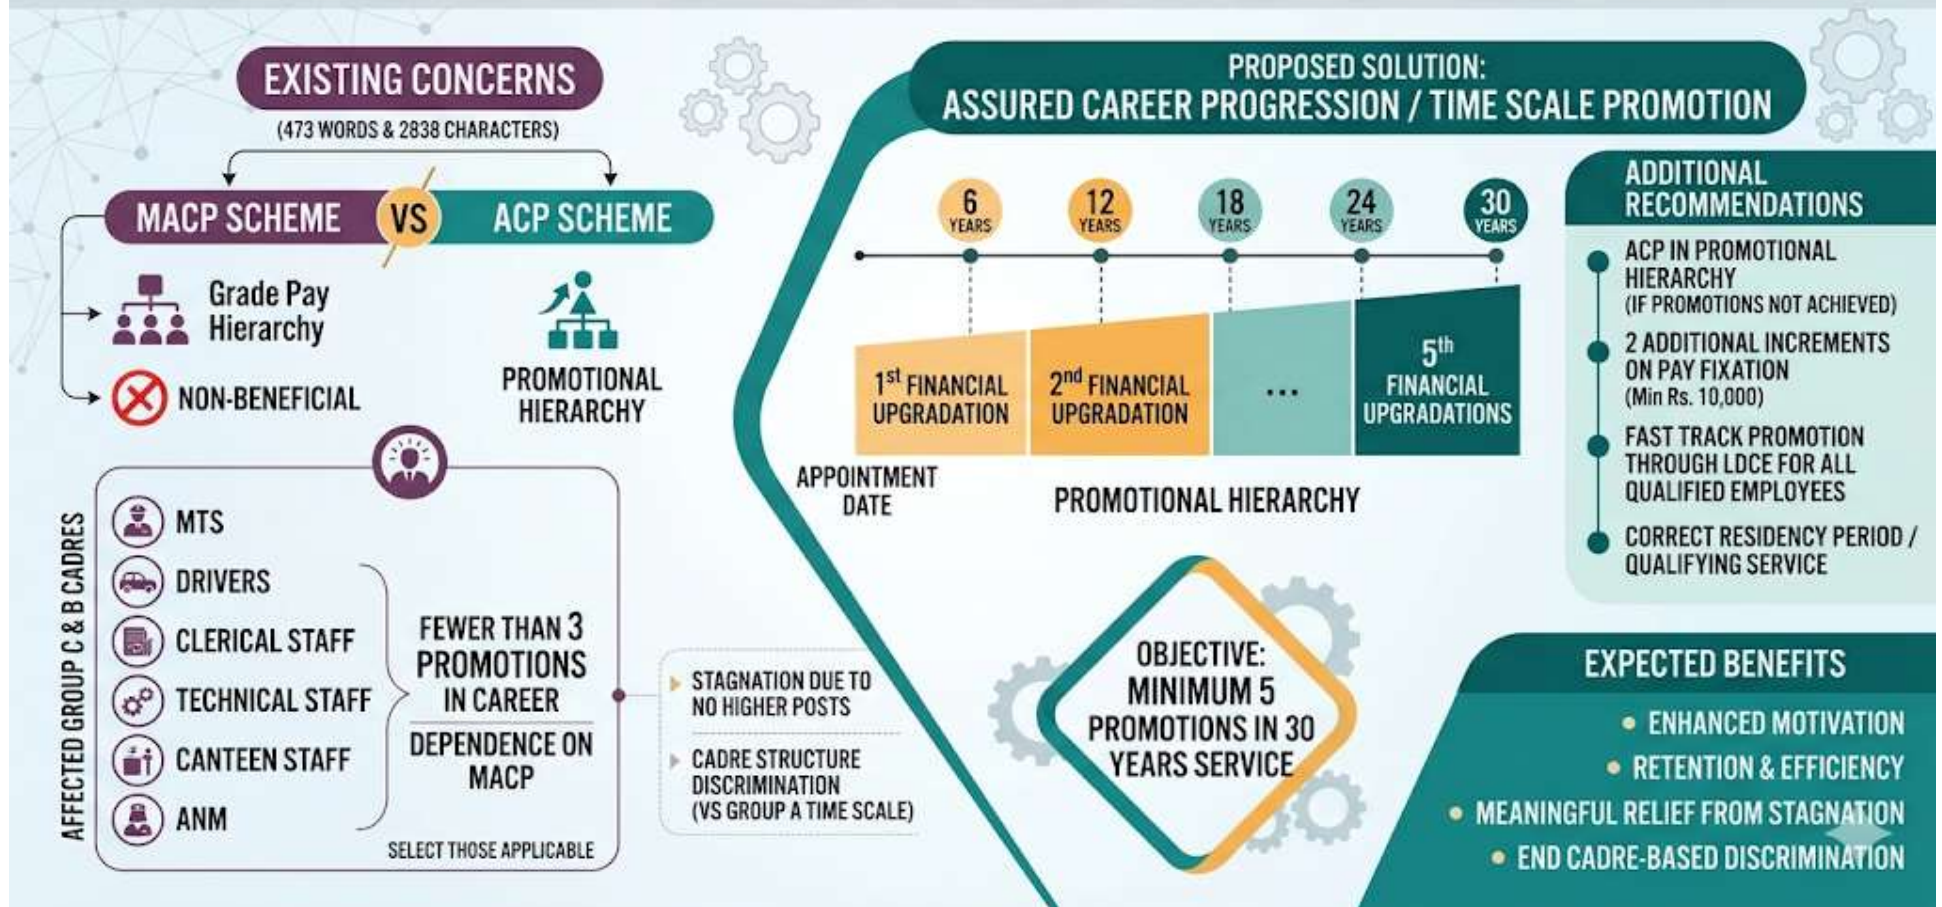 EXISTING CONCERNS
(473 WORDS & 2838 CHARACTERS)
MACP SCHEME
VS
ACP SCHEME
Grade Pay
Hierarchy
NON-BENEFICIAL
PROMOTIONAL
HIERARCHY
AFFECTED GROUP C & B CADRES
MTS
DRIVERS
CLERICAL STAFF
TECHNICAL STAFF
CANTEEN STAFF
ANM
FEWER THAN 3
PROMOTIONS
IN CAREER
DEPENDENCE ON
MACP
SELECT THOSE APPLICABLE
STAGNATION DUE TO
NO HIGHER POSTS
CADRE STRUCTURE
DISCRIMINATION
(VS GROUP A TIME SCALE)
PROPOSED SOLUTION:
ASSURED CAREER PROGRESSION / TIME SCALE PROMOTION
6
YEARS
12
YEARS
18
YEARS
24
YEARS
30
YEARS
1st FINANCIAL
UPGRADATION
2nd FINANCIAL
UPGRADATION
...
5th
FINANCIAL
UPGRADATIONS
APPOINTMENT
DATE
PROMOTIONAL HIERARCHY
OBJECTIVE:
MINIMUM 5
PROMOTIONS IN 30
YEARS SERVICE
ADDITIONAL
RECOMMENDATIONS
ACP IN PROMOTIONAL
HIERARCHY
(IF PROMOTIONS NOT ACHIEVED)
2 ADDITIONAL INCREMENTS
ON PAY FIXATION
(Min Rs. 10,000)
FAST TRACK PROMOTION
THROUGH LDCE FOR ALL
QUALIFIED EMPLOYEES
CORRECT RESIDENCY PERIOD /
QUALIFYING SERVICE
EXPECTED BENEFITS
ENHANCED MOTIVATION
RETENTION & EFFICIENCY
MEANINGFUL RELIEF FROM STAGNATION
END CADRE-BASED DISCRIMINATION